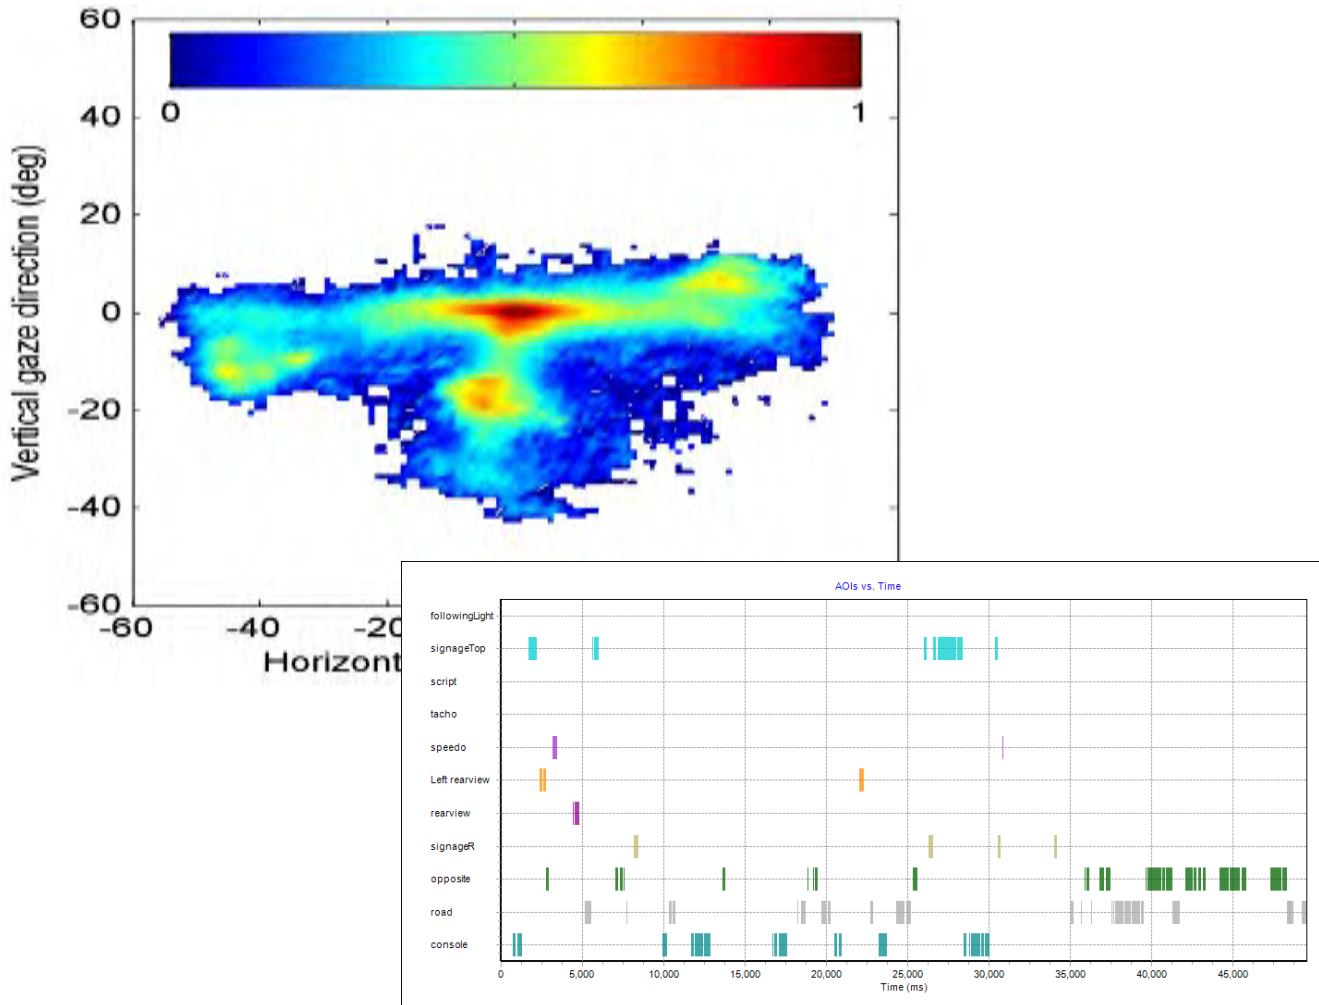 60
0
1
40
20
0
-20
-40
-60
Vertical gaze direction (deg)
-60
-40
-20
Horizont
AOIs vs. Time
followingLight
signageTop
script
tacho
speedo
Left rearview
rearview
signageR
opposite
road
console
0
5,000
10,000
15,000
20,000
25,000
30,000
35,000
40,000
45,000
Time (ms)